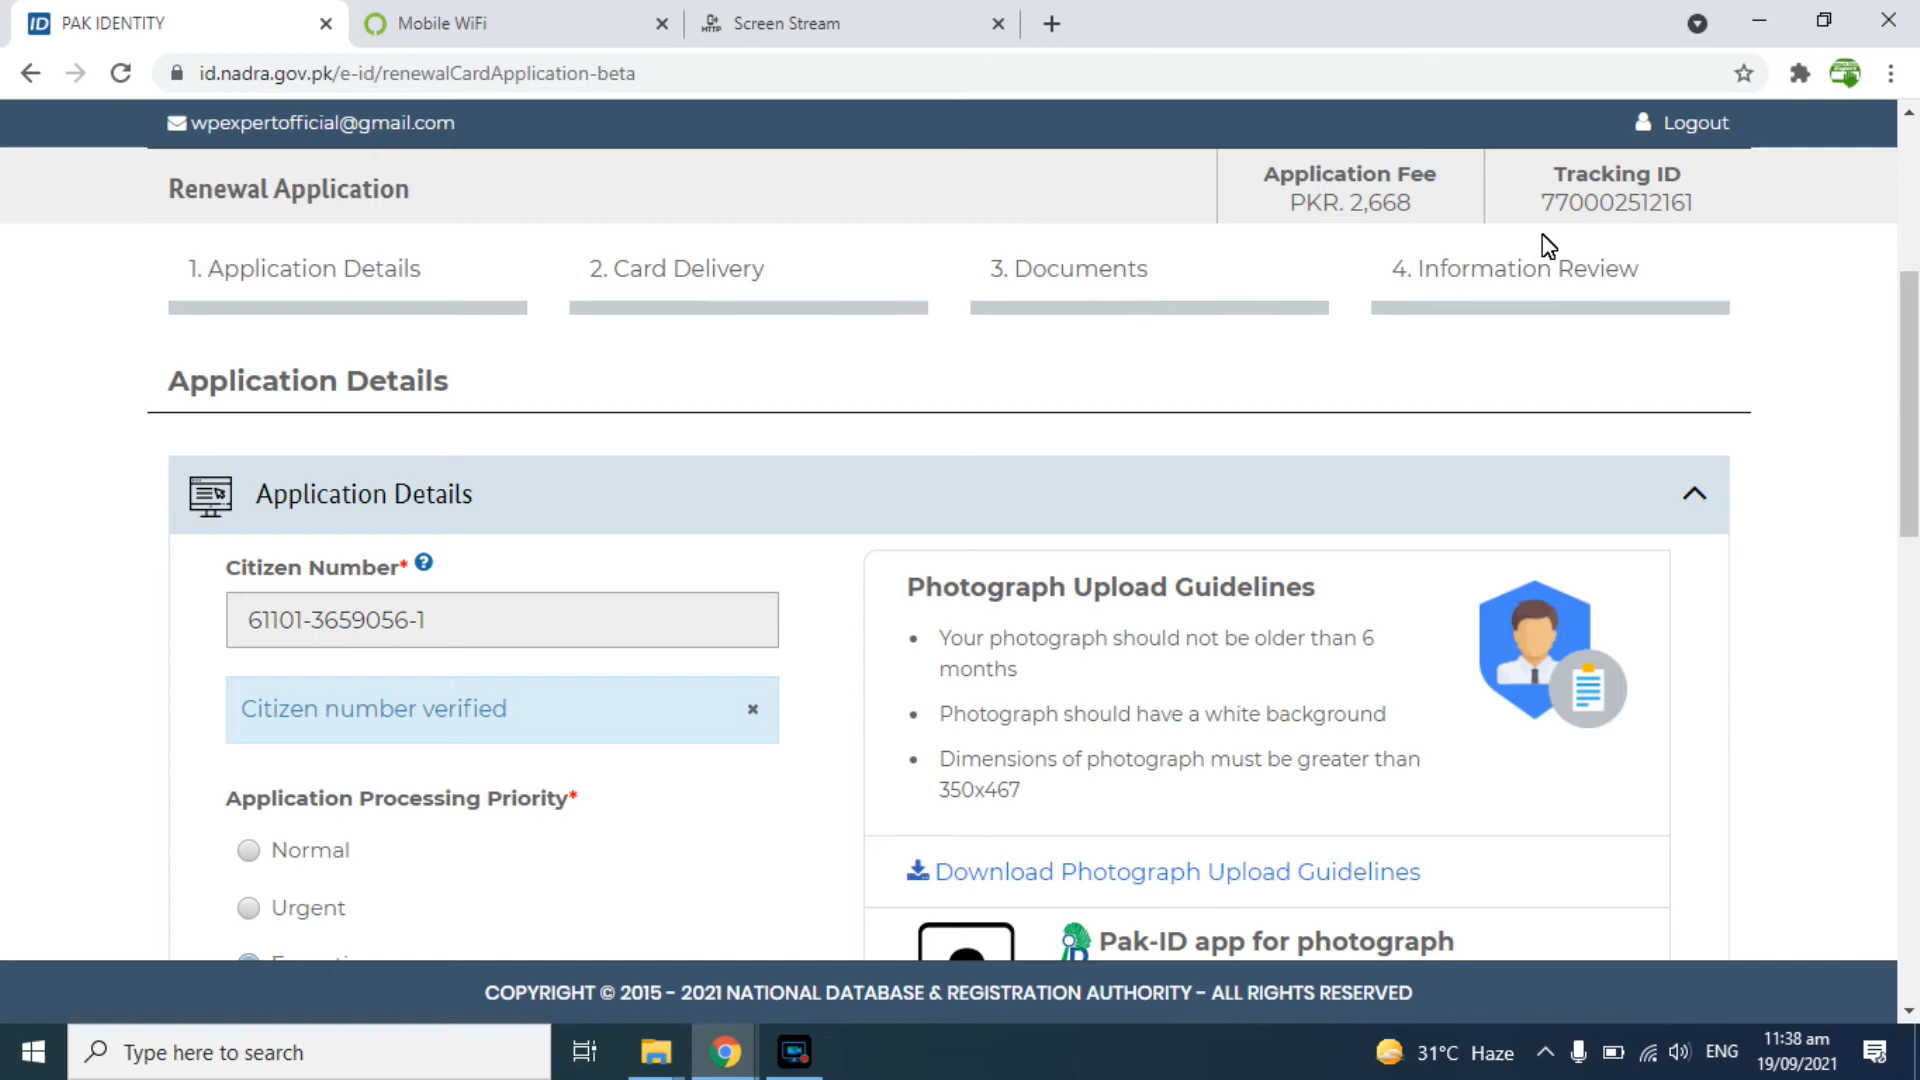 ID PAK IDENTITY
Mobile WiFi
HTTP Screen Stream
id.nadra.gov.pk/e-id/renewalCardApplication-beta
wpexpertofficial@gmail.com
Logout
Renewal Application
Application Fee
PKR. 2,668
Tracking ID
770002512161
1. Application Details
2. Card Delivery
3. Documents
4. Information Review
Application Details
Application Details
Citizen Number* ?
61101-3659056-1
Citizen number verified ×
Application Processing Priority*
Normal
Urgent
Photograph Upload Guidelines
• Your photograph should not be older than 6
months
• Photograph should have a white background
• Dimensions of photograph must be greater than
350x467
Download Photograph Upload Guidelines
Pak-ID app for photograph
COPYRIGHT © 2015 - 2021 NATIONAL DATABASE & REGISTRATION AUTHORITY - ALL RIGHTS RESERVED
Type here to search
31°C Haze
ENG
11:38 am
19/09/2021